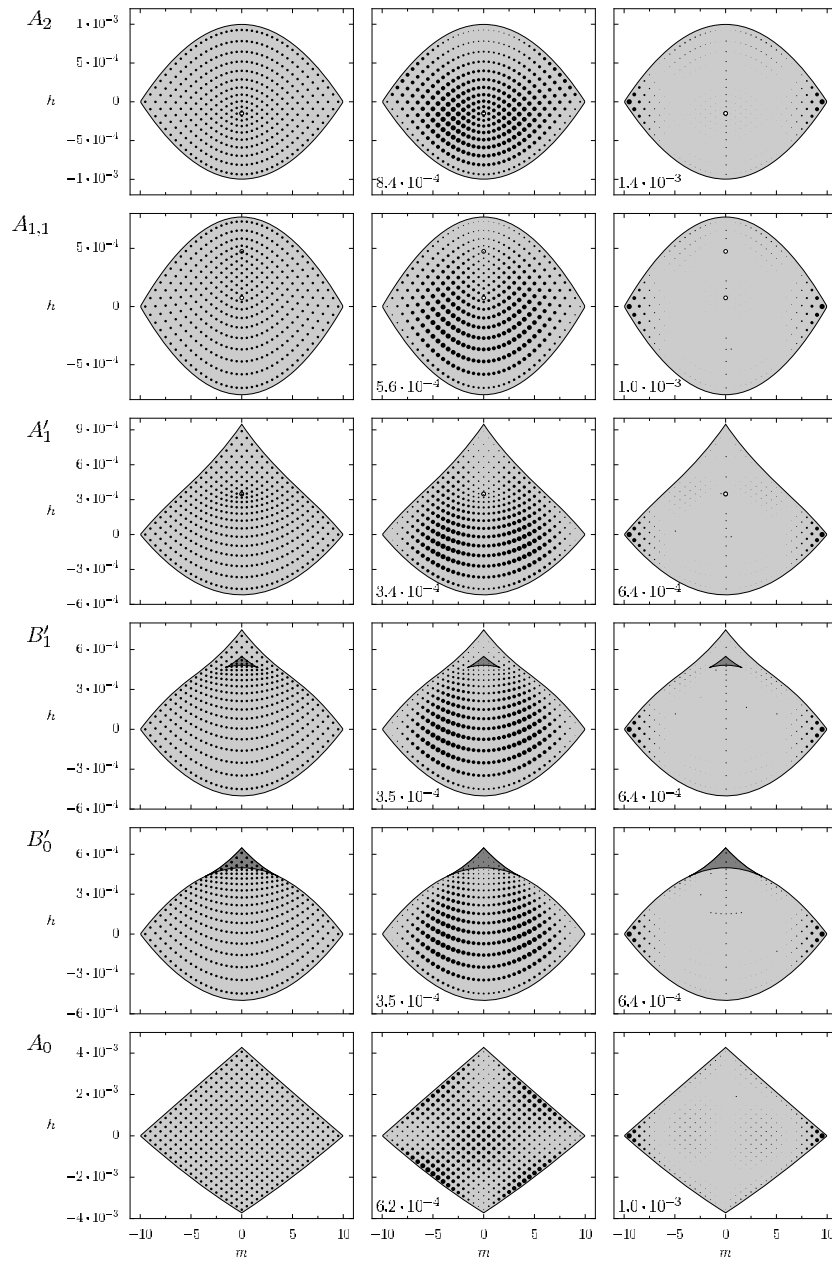 A₂
1·10⁻³
5·10⁻⁴
h
0
−5·10⁻⁴
−1·10⁻³
8.4·10⁻⁴
1.4·10⁻³
A₁,₁
5·10⁻⁴
h
0
−5·10⁻⁴
5.6·10⁻⁴
1.0·10⁻³
A′₁
9·10⁻⁴
6·10⁻⁴
3·10⁻⁴
h
0
−3·10⁻⁴
−6·10⁻⁴
3.4·10⁻⁴
6.4·10⁻⁴
B′₁
6·10⁻⁴
3·10⁻⁴
h
0
−3·10⁻⁴
−6·10⁻⁴
3.5·10⁻⁴
6.4·10⁻⁴
B′₀
6·10⁻⁴
3·10⁻⁴
h
0
−3·10⁻⁴
−6·10⁻⁴
3.5·10⁻⁴
6.4·10⁻⁴
A₀
4·10⁻³
2·10⁻³
h
0
−2·10⁻³
−4·10⁻³
6.2·10⁻⁴
1.0·10⁻³
−10 −5 0 5 10 −10 −5 0 5 10 −10 −5 0 5 10
m m m